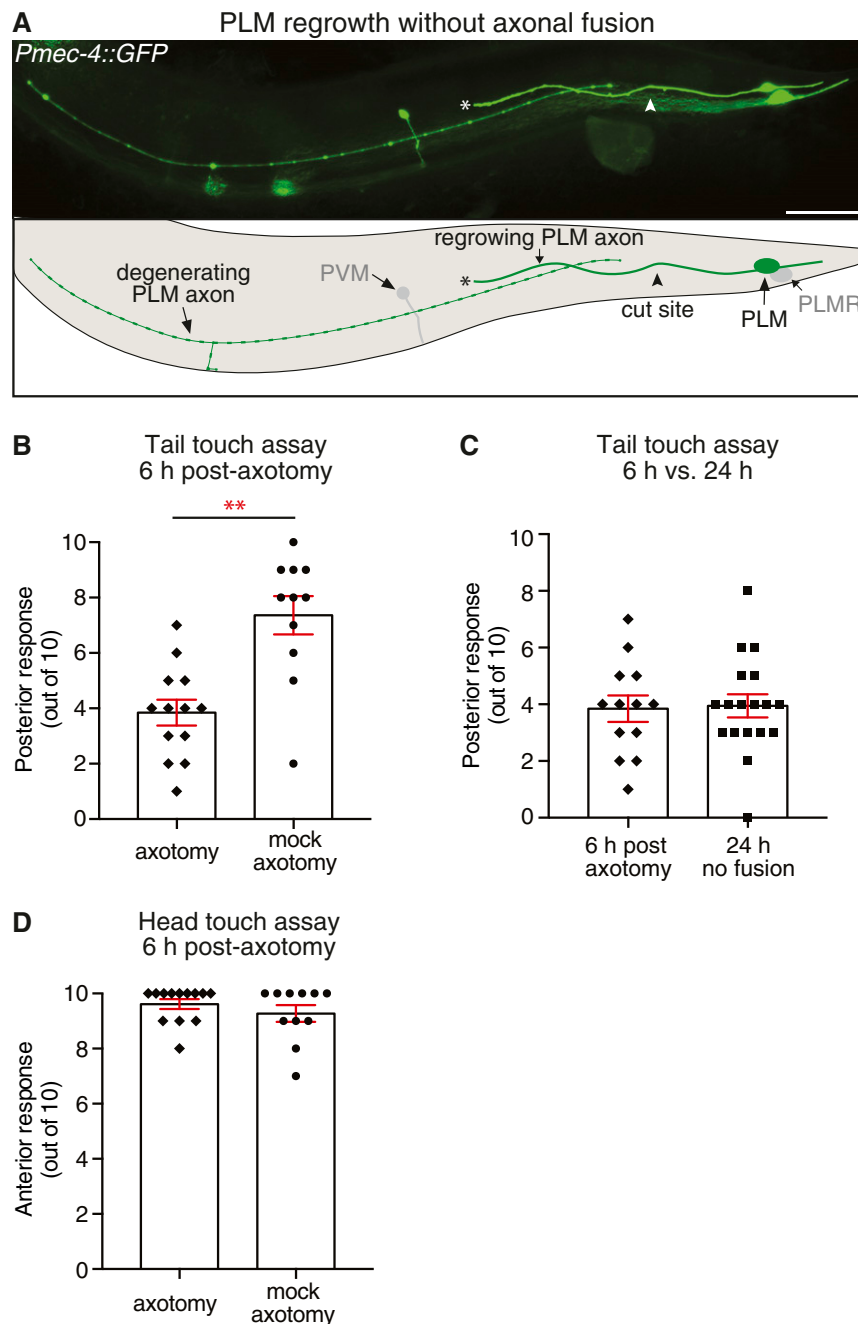 A PLM regrowth without axonal fusion
Pmec-4::GFP
*
regrowing PLM axon
degenerating
PLM axon
PVM
*
cut site
PLM
PLMR
B Tail touch assay
6 h post-axotomy
**
Posterior response
(out of 10)
10
8
6
4
2
0
axotomy
mock
axotomy
C Tail touch assay
6 h vs. 24 h
Posterior response
(out of 10)
10
8
6
4
2
0
6 h post
axotomy
24 h
no fusion
D Head touch assay
6 h post-axotomy
Anterior response
(out of 10)
10
8
6
4
2
0
axotomy
mock
axotomy